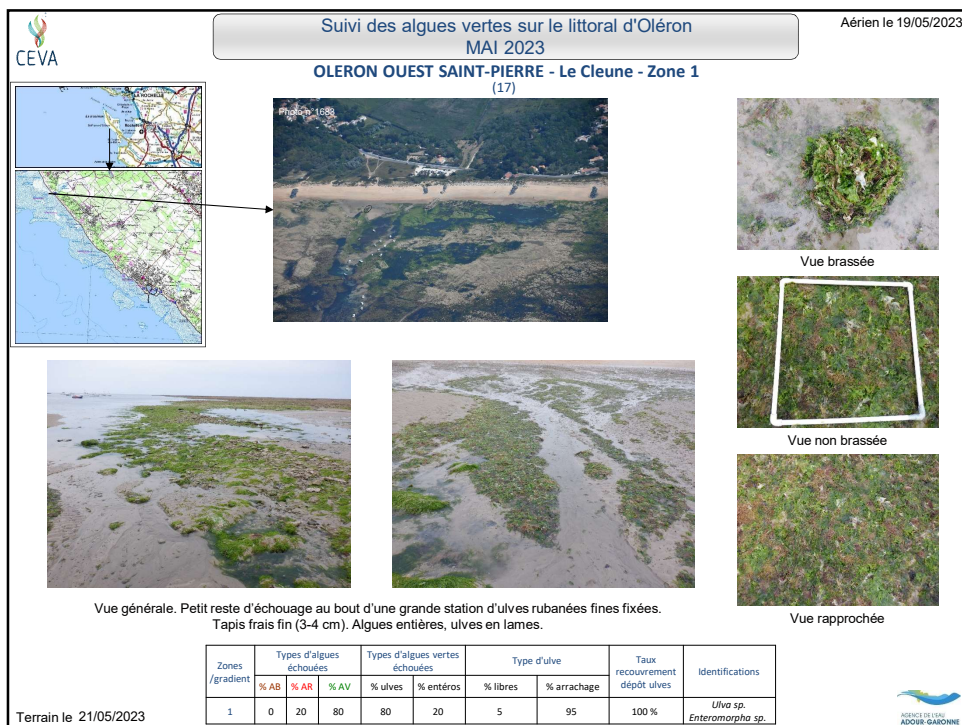 CEVA
Suivi des algues vertes sur le littoral d'Oléron
MAI 2023
Aérien le 19/05/2023
OLERON OUEST SAINT-PIERRE - Le Cleune - Zone 1
(17)
Photo n°1683
LA ROCHELLE
Vue brassée
Vue non brassée
Vue rapprochée
Vue générale. Petit reste d'échouage au bout d'une grande station d'ulves rubanées fines fixées.
Tapis frais fin (3-4 cm). Algues entières, ulves en lames.
Zones /gradient | Types d'algues échouées | Types d'algues vertes échouées | Type d'ulve | Taux recouvrement dépôt ulves | Identifications
% AB | % AR | % AV | % ulves | % entéros | % libres | % arrachage
1 | 0 | 20 | 80 | 80 | 20 | 5 | 95 | 100 % | Ulva sp. Enteromorpha sp.
Terrain le 21/05/2023
AGENCE DE L'EAU
ADOUR-GARONNE